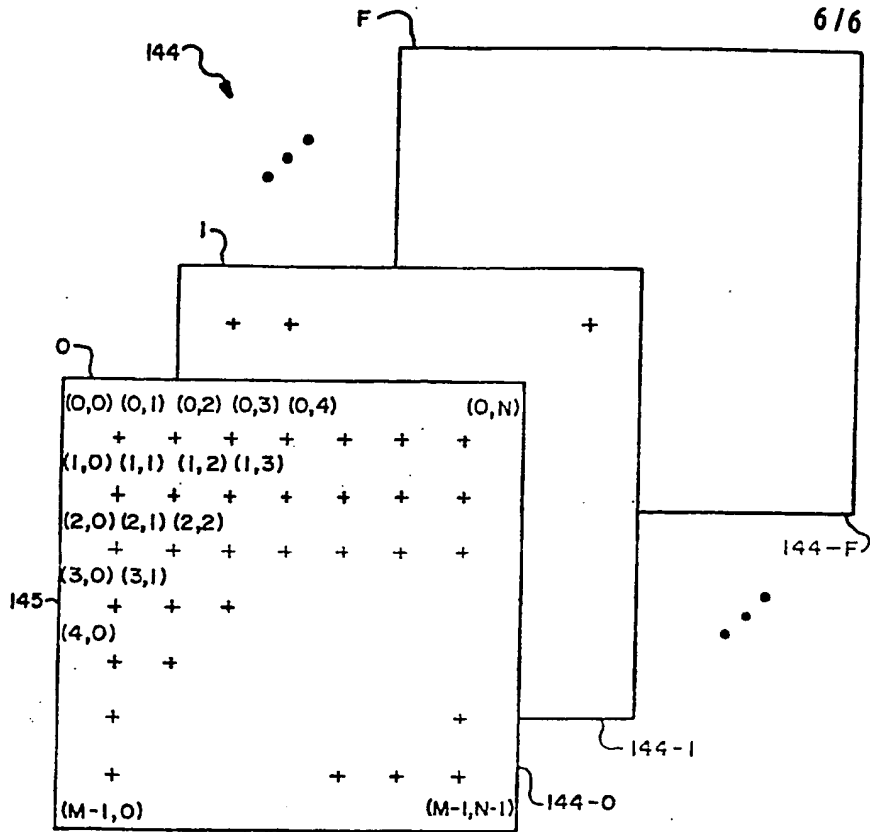 6/6
F
144
1
0
(0,0) (0,1) (0,2) (0,3) (0,4) (0,N)
(1,0) (1,1) (1,2) (1,3)
(2,0) (2,1) (2,2)
144-F
(3,0) (3,1)
145
(4,0)
144-1
144-0
(M-1,0) (M-1,N-1)